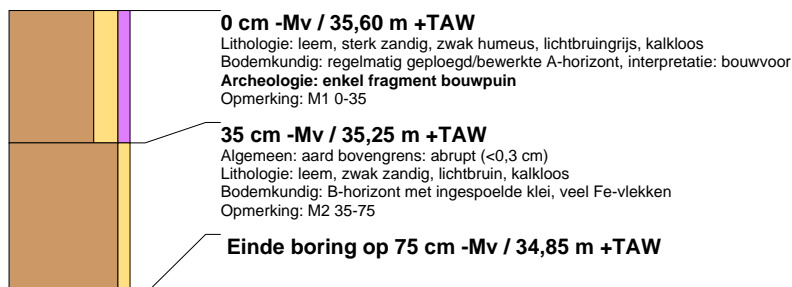 0 cm -Mv / 35,60 m +TAW
Lithologie: leem, sterk zandig, zwak humeus, lichtbruingrijs, kalkloos
Bodemkundig: regelmatig geploegd/bewerkte A-horizont, interpretatie: bouwvoor
Archeologie: enkel fragment bouwpuin
Opmerking: M1 0-35
35 cm -Mv / 35,25 m +TAW
Algemeen: aard bovengrens: abrupt (<0,3 cm)
Lithologie: leem, zwak zandig, lichtbruin, kalkloos
Bodemkundig: B-horizont met ingespoelde klei, veel Fe-vlekken
Opmerking: M2 35-75
Einde boring op 75 cm -Mv / 34,85 m +TAW